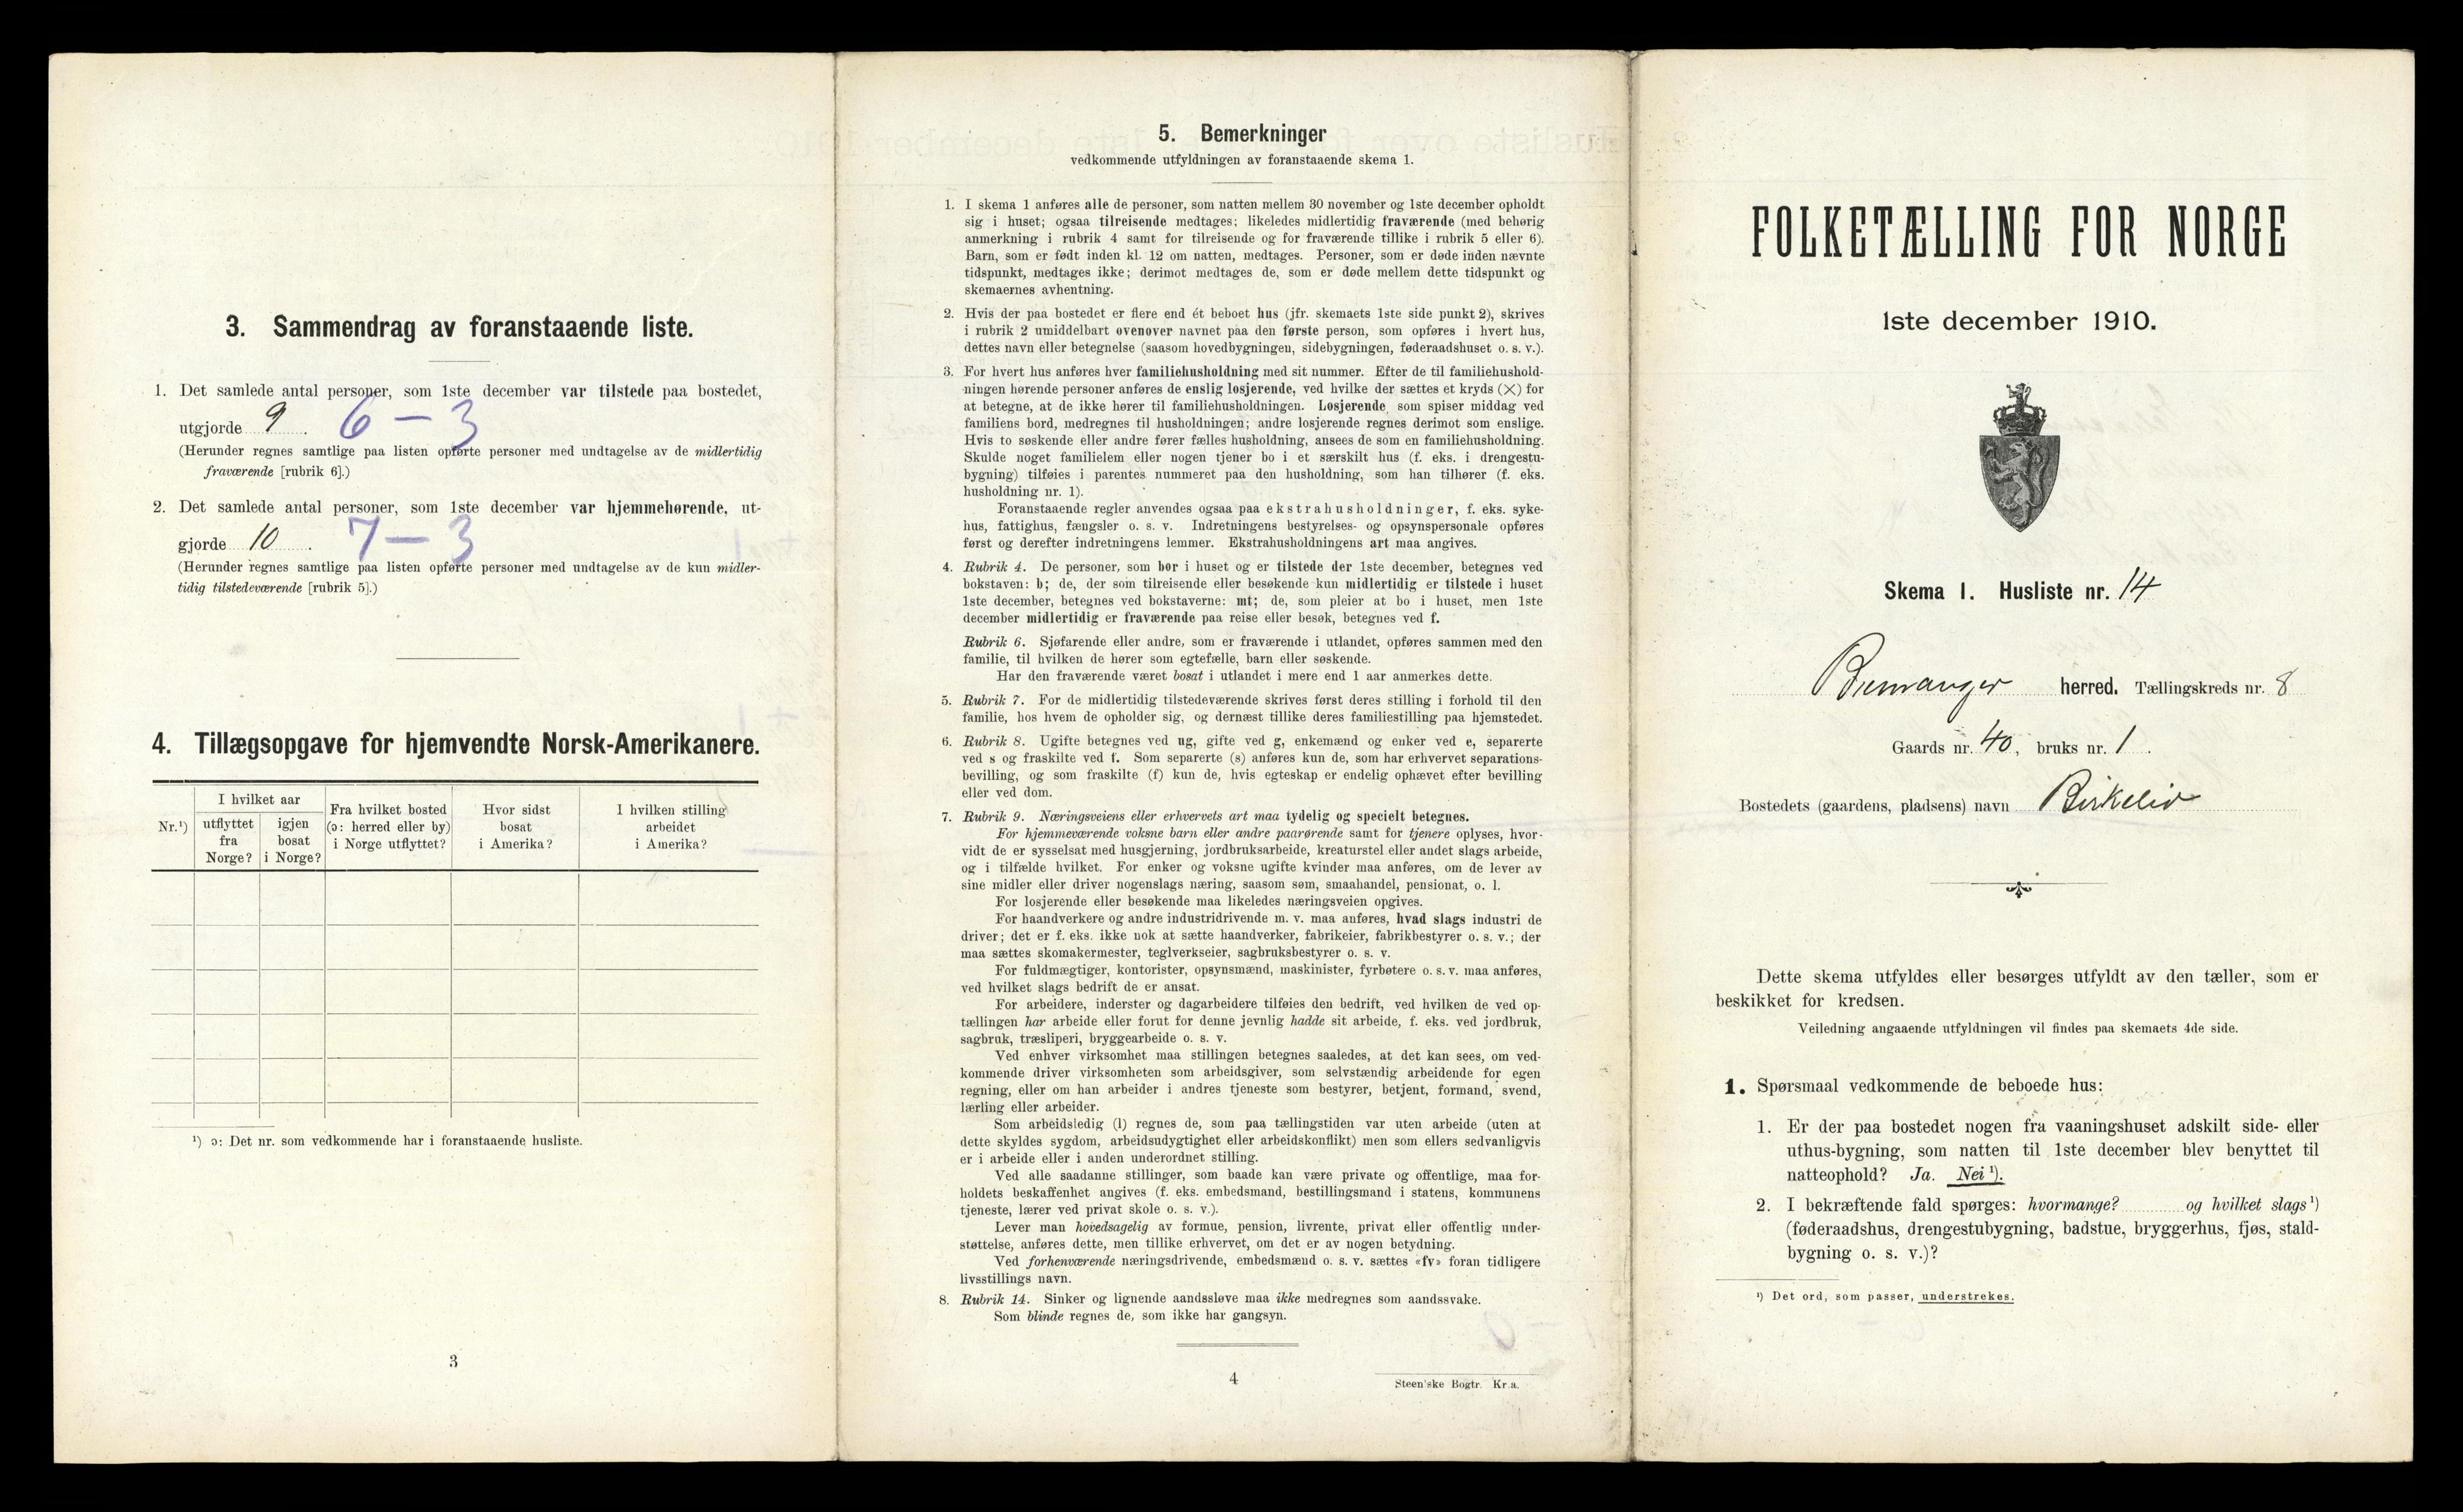 3. Sammendrag av foranstaaende liste.
1. Det samlede antal personer, som 1ste december var tilstede paa bostedet,
utgjorde 9 . 6 — 3
(Herunder regnes samtlige paa listen opførte personer med undtagelse av de midlertidig
fraværende [rubrik 6].)
2. Det samlede antal personer, som 1ste december var hjemmehørende, ut-
gjorde 10 . 7 — 3
(Herunder regnes samtlige paa listen opførte personer med undtagelse av de kun midler-
tidig tilstedeværende [rubrik 5].)
4. Tillægsopgave for hjemvendte Norsk-Amerikanere.
Nr.¹)
I hvilket aar
utflyttet
fra
Norge?
igjen
bosat
i Norge?
Fra hvilket bosted
(ɔ: herred eller by)
i Norge utflyttet?
Hvor sidst
bosat
i Amerika?
I hvilken stilling
arbeidet
i Amerika?
¹) ɔ: Det nr. som vedkommende har i foranstaaende husliste.
3
5. Bemerkninger
vedkommende utfyldningen av foranstaaende skema 1.
1. I skema 1 anføres alle de personer, som natten mellem 30 november og 1ste december opholdt
sig i huset; ogsaa tilreisende medtages; likeledes midlertidig fraværende (med behørig
anmerkning i rubrik 4 samt for tilreisende og for fraværende tillike i rubrik 5 eller 6).
Barn, som er født inden kl. 12 om natten, medtages. Personer, som er døde inden nævnte
tidspunkt, medtages ikke; derimot medtages de, som er døde mellem dette tidspunkt og
skemaernes avhentning.
2. Hvis der paa bostedet er flere end ét beboet hus (jfr. skemaets 1ste side punkt 2), skrives
i rubrik 2 umiddelbart ovenover navnet paa den første person, som opføres i hvert hus,
dettes navn eller betegnelse (saasom hovedbygningen, sidebygningen, føderaadshuset o. s. v.).
3. For hvert hus anføres hver familiehusholdning med sit nummer. Efter de til familiehushold-
ningen hørende personer anføres de enslig losjerende, ved hvilke der sættes et kryds (×) for
at betegne, at de ikke hører til familiehusholdningen. Losjerende, som spiser middag ved
familiens bord, medregnes til husholdningen; andre losjerende regnes derimot som enslige.
Hvis to søskende eller andre fører fælles husholdning, ansees de som en familiehusholdning.
Skulde noget familielem eller nogen tjener bo i et særskilt hus (f. eks. i drengestu-
bygning) tilføies i parentes nummeret paa den husholdning, som han tilhører (f. eks.
husholdning nr. 1).
Foranstaaende regler anvendes ogsaa paa ekstrahusholdninger, f. eks. syke-
hus, fattighus, fængsler o. s. v. Indretningens bestyrelses- og opsynspersonale opføres
først og derefter indretningens lemmer. Ekstrahusholdningens art maa angives.
4. Rubrik 4. De personer, som bor i huset og er tilstede der 1ste december, betegnes ved
bokstaven: b; de, der som tilreisende eller besøkende kun midlertidig er tilstede i huset
1ste december, betegnes ved bokstaverne: mt; de, som pleier at bo i huset, men 1ste
december midlertidig er fraværende paa reise eller besøk, betegnes ved f.
Rubrik 6. Sjøfarende eller andre, som er fraværende i utlandet, opføres sammen med den
familie, til hvilken de hører som egtefælle, barn eller søskende.
Har den fraværende været bosat i utlandet i mere end 1 aar anmerkes dette.
5. Rubrik 7. For de midlertidig tilstedeværende skrives først deres stilling i forhold til den
familie, hos hvem de opholder sig, og dernæst tillike deres familiestilling paa hjemstedet.
6. Rubrik 8. Ugifte betegnes ved ug, gifte ved g, enkemænd og enker ved e, separerte
ved s og fraskilte ved f. Som separerte (s) anføres kun de, som har erhvervet separations-
bevilling, og som fraskilte (f) kun de, hvis egteskap er endelig ophævet efter bevilling
eller ved dom.
7. Rubrik 9. Næringsveiens eller erhvervets art maa tydelig og specielt betegnes.
For hjemmeværende voksne barn eller andre paarørende samt for tjenere oplyses, hvor-
vidt de er sysselsat med husgjerning, jordbruksarbeide, kreaturstel eller andet slags arbeide,
og i tilfælde hvilket. For enker og voksne ugifte kvinder maa anføres, om de lever av
sine midler eller driver nogenslags næring, saasom søm, smaahandel, pensionat, o. l.
For losjerende eller besøkende maa likeledes næringsveien opgives.
For haandverkere og andre industridrivende m. v. maa anføres, hvad slags industri de
driver; det er f. eks. ikke nok at sætte haandverker, fabrikeier, fabrikbestyrer o. s. v.; der
maa sættes skomakermester, teglverkseier, sagbruksbestyrer o. s. v.
For fuldmægtiger, kontorister, opsynsmænd, maskinister, fyrbøtere o. s. v. maa anføres,
ved hvilket slags bedrift de er ansat.
For arbeidere, inderster og dagarbeidere tilføies den bedrift, ved hvilken de ved op-
tællingen har arbeide eller forut for denne jevnlig hadde sit arbeide, f. eks. ved jordbruk,
sagbruk, træsliperi, bryggearbeide o. s. v.
Ved enhver virksomhet maa stillingen betegnes saaledes, at det kan sees, om ved-
kommende driver virksomheten som arbeidsgiver, som selvstændig arbeidende for egen
regning, eller om han arbeider i andres tjeneste som bestyrer, betjent, formand, svend,
lærling eller arbeider.
Som arbeidsledig (l) regnes de, som paa tællingstiden var uten arbeide (uten at
dette skyldes sygdom, arbeidsudygtighet eller arbeidskonflikt) men som ellers sedvanligvis
er i arbeide eller i anden underordnet stilling.
Ved alle saadanne stillinger, som baade kan være private og offentlige, maa for-
holdets beskaffenhet angives (f. eks. embedsmand, bestillingsmand i statens, kommunens
tjeneste, lærer ved privat skole o. s. v.).
Lever man hovedsagelig av formue, pension, livrente, privat eller offentlig under-
støttelse, anføres dette, men tillike erhvervet, om det er av nogen betydning.
Ved forhenværende næringsdrivende, embedsmænd o. s. v. sættes «fv» foran tidligere
livsstillings navn.
8. Rubrik 14. Sinker og lignende aandssløve maa ikke medregnes som aandssvake.
Som blinde regnes de, som ikke har gangsyn.
4
Steen'ske Bogtr. Kr.a.
FOLKETÆLLING FOR NORGE
1ste december 1910.
Skema 1. Husliste nr. 14
Bremanger herred. Tællingskreds nr. 8
Gaards nr. 40, bruks nr. 1 .
Bostedets (gaardens, pladsens) navn Birkelid
Dette skema utfyldes eller besørges utfyldt av den tæller, som er
beskikket for kredsen.
Veiledning angaaende utfyldningen vil findes paa skemaets 4de side.
1. Spørsmaal vedkommende de beboede hus:
1. Er der paa bostedet nogen fra vaaningshuset adskilt side- eller
uthus-bygning, som natten til 1ste december blev benyttet til
natteophold? Ja. Nei ¹).
2. I bekræftende fald spørges: hvormange? og hvilket slags ¹)
(føderaadshus, drengestubygning, badstue, bryggerhus, fjøs, stald-
bygning o. s. v.)?
¹) Det ord, som passer, understrekes.